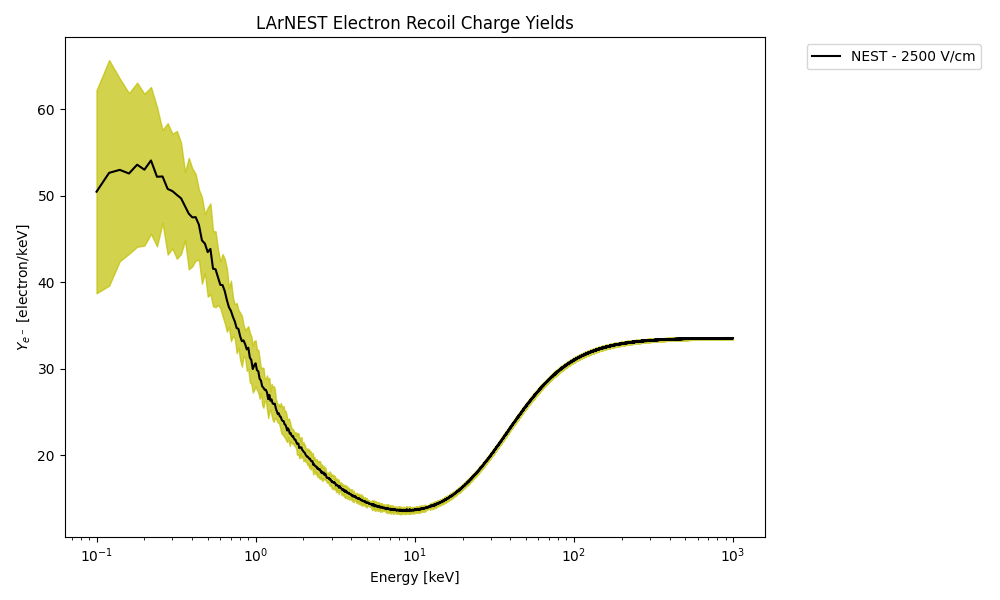 LArNEST Electron Recoil Charge Yields
NEST - 2500 V/cm
60
50
40
30
20
Y_{e^-} [electron/keV]
10^{-1} 10^{0} 10^{1} 10^{2} 10^{3}
Energy [keV]